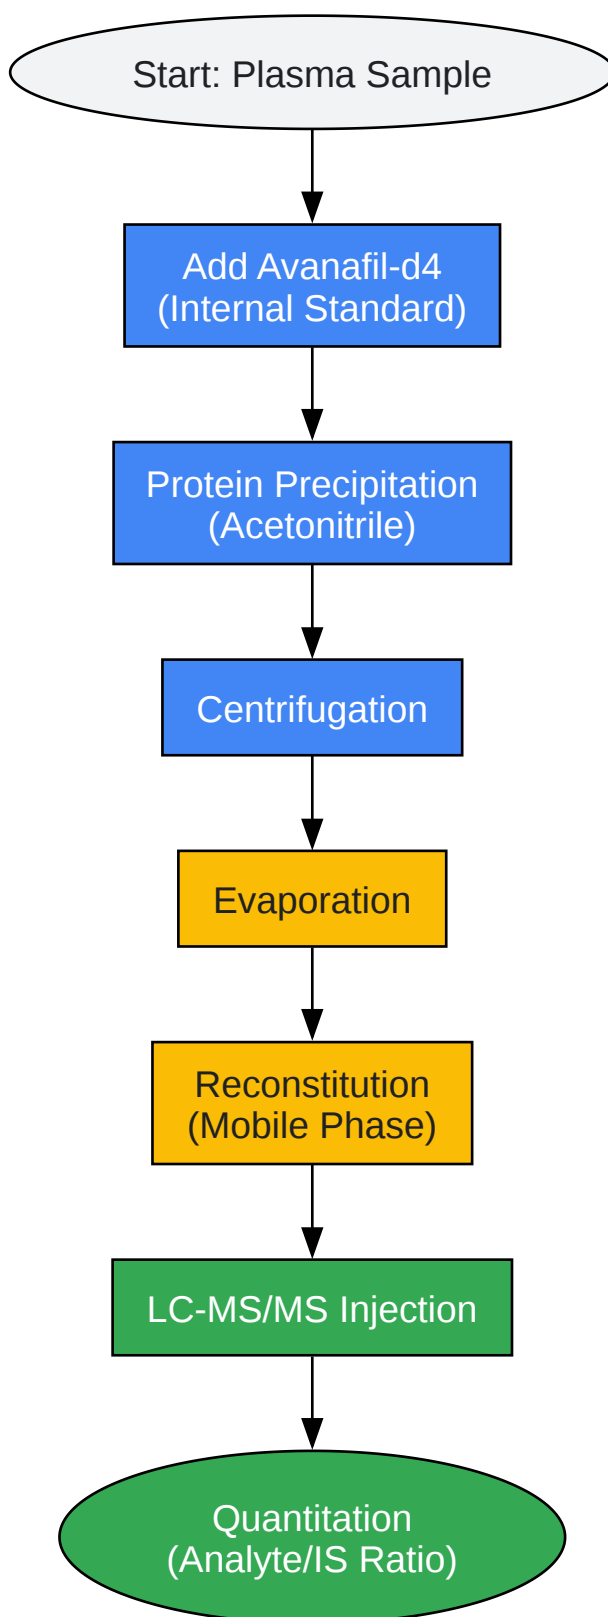 Start: Plasma Sample
Add Avanafil-d4
(Internal Standard)
Protein Precipitation
(Acetonitrile)
Centrifugation
Evaporation
Reconstitution
(Mobile Phase)
LC-MS/MS Injection
Quantitation
(Analyte/IS Ratio)